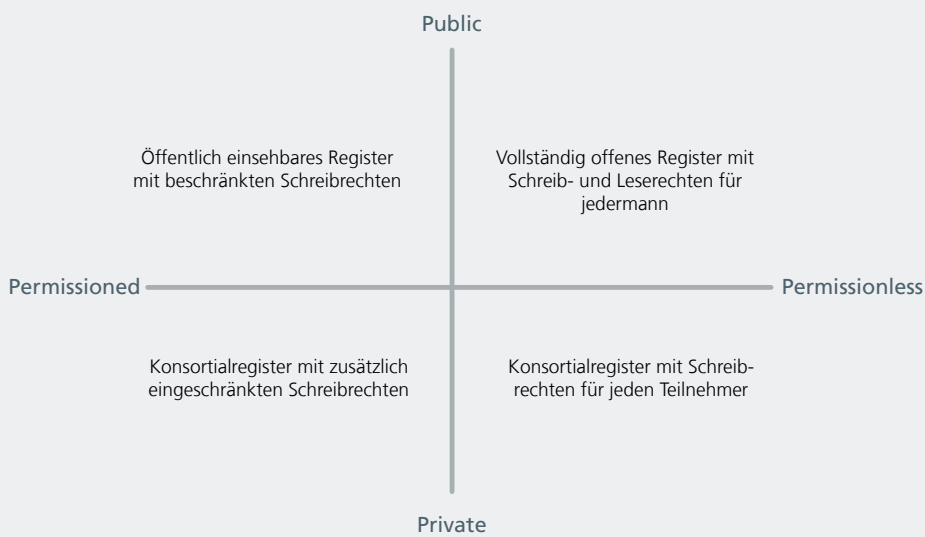 Public
Öffentlich einsehbares Register
mit beschränkten Schreibrechten
Vollständig offenes Register mit
Schreib- und Leserechten für
jedermann
Permissioned
Permissionless
Konsortialregister mit zusätzlich
eingeschränkten Schreibrechten
Konsortialregister mit Schreib-
rechten für jeden Teilnehmer
Private